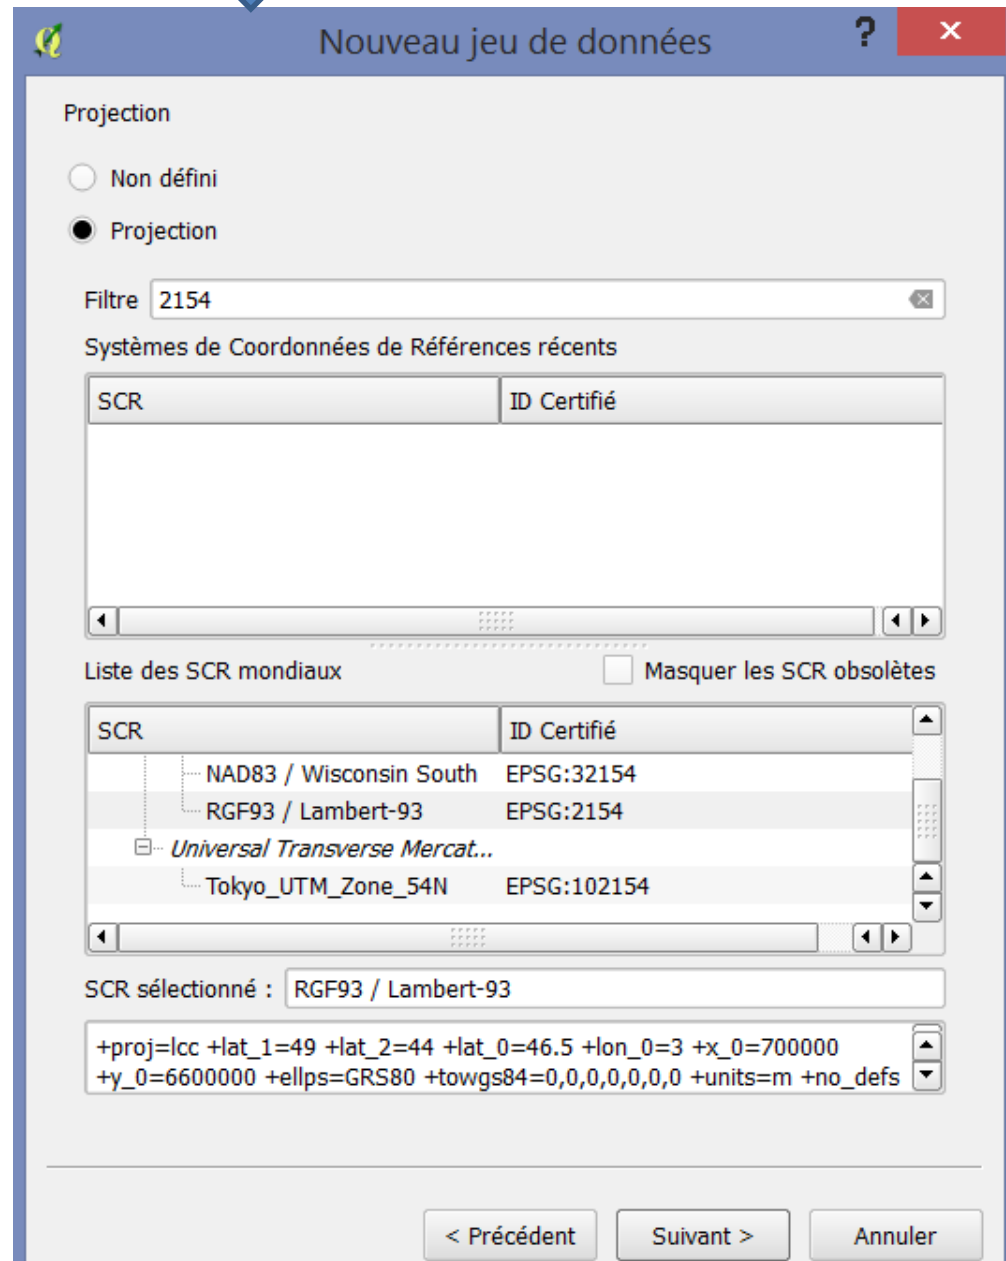 Nouveau jeu de données
?
×
Projection
Non défini
Projection
Filtre 2154
Systèmes de Coordonnées de Références récents
SCR ID Certifié
Liste des SCR mondiaux Masquer les SCR obsolètes
SCR ID Certifié
NAD83 / Wisconsin South EPSG:32154
RGF93 / Lambert-93 EPSG:2154
Universal Transverse Mercat...
Tokyo_UTM_Zone_54N EPSG:102154
SCR sélectionné : RGF93 / Lambert-93
+proj=lcc +lat_1=49 +lat_2=44 +lat_0=46.5 +lon_0=3 +x_0=700000
+y_0=6600000 +ellps=GRS80 +towgs84=0,0,0,0,0,0,0 +units=m +no_defs
< Précédent Suivant > Annuler